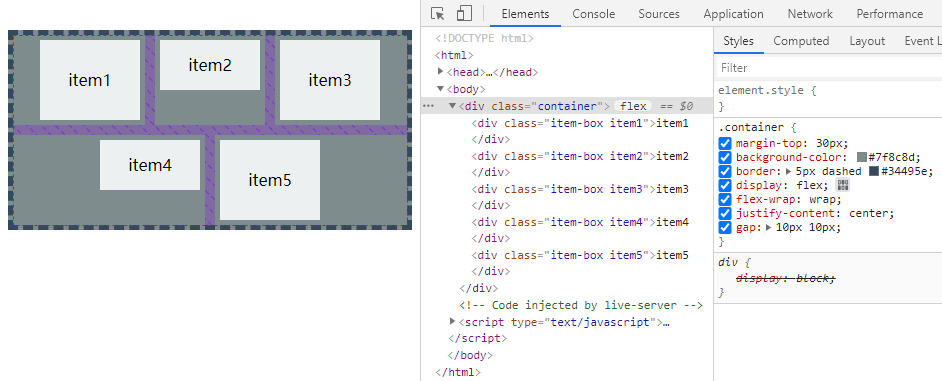 item1
item2
item3
item4
item5
Elements Console Sources Application Network Performance
<!DOCTYPE html>
<html>
<head>…</head>
<body>
<div class="container"> flex == $0
<div class="item-box item1">item1
</div>
<div class="item-box item2">item2
</div>
<div class="item-box item3">item3
</div>
<div class="item-box item4">item4
</div>
<div class="item-box item5">item5
</div>
</div>
<!-- Code injected by live-server -->
<script type="text/javascript">…
</script>
</body>
</html>
Styles Computed Layout Event L
Filter
element.style {
}
.container {
margin-top: 30px;
background-color: #7f8c8d;
border: 5px dashed #34495e;
display: flex;
flex-wrap: wrap;
justify-content: center;
gap: 10px 10px;
}
div {
display: block;
}